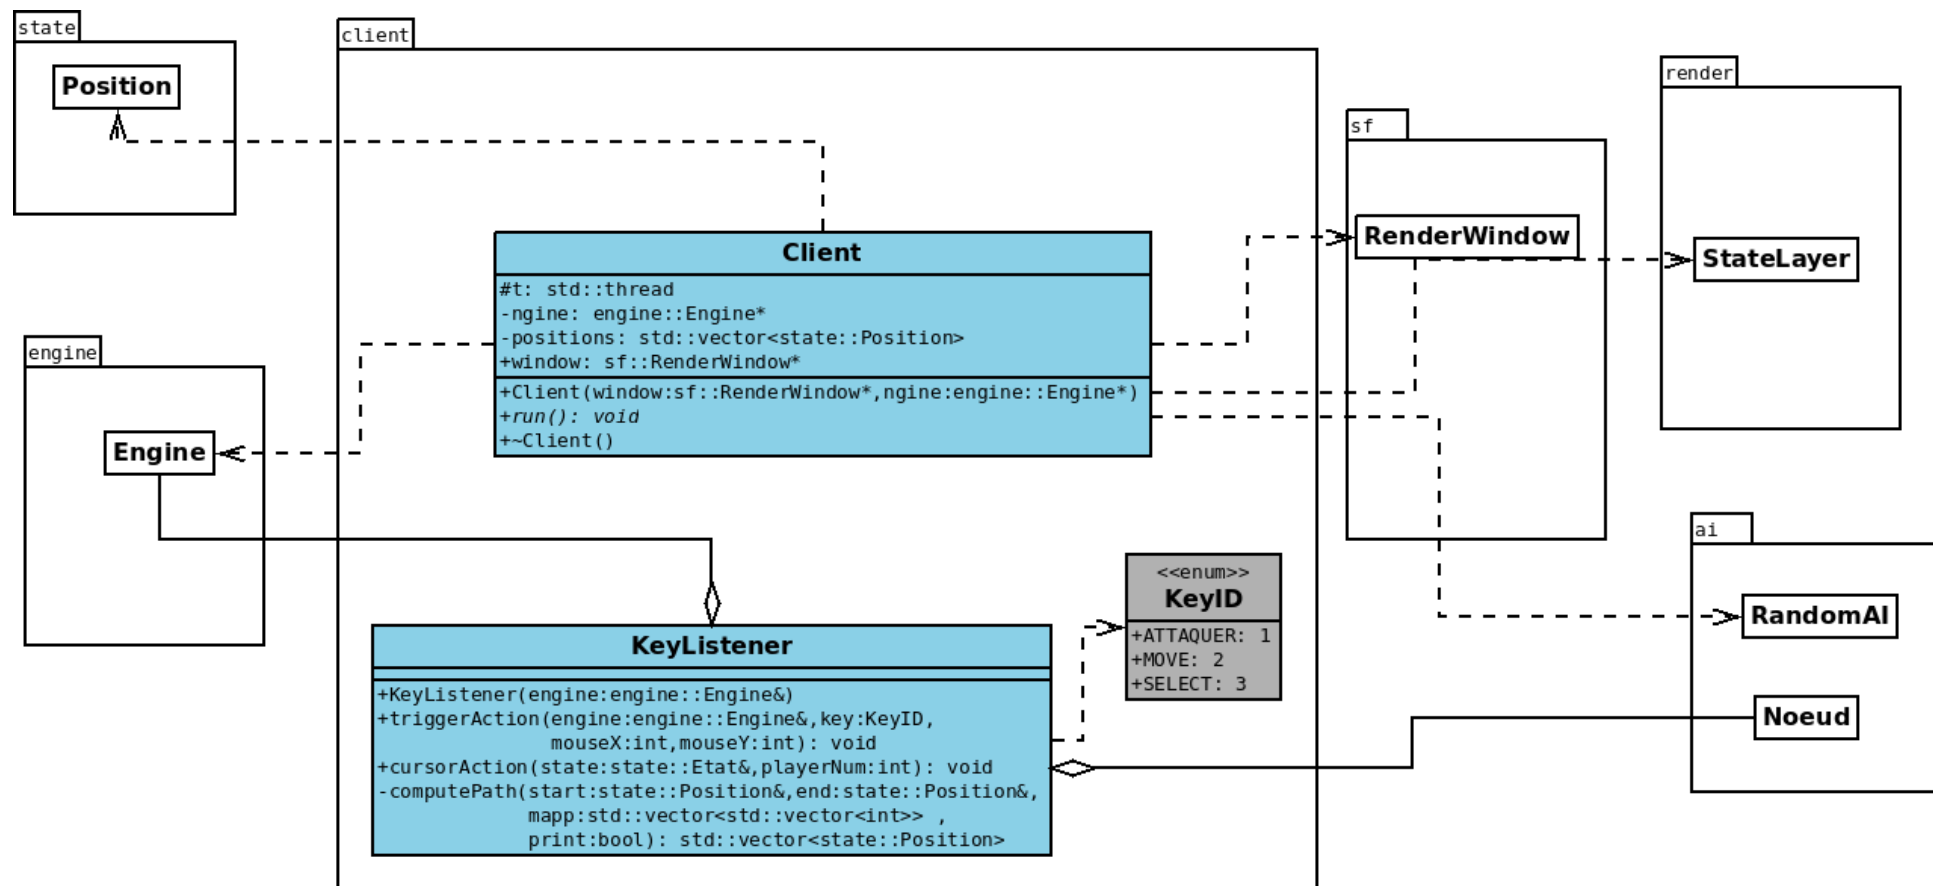 state
Position
client
Client
#t: std::thread
-ngine: engine::Engine*
-positions: std::vector<state::Position>
+window: sf::RenderWindow*
+Client(window:sf::RenderWindow*,ngine:engine::Engine*)
+run(): void
+~Client()
sf
RenderWindow
render
StateLayer
engine
Engine
KeyListener
+KeyListener(engine:engine::Engine&)
+triggerAction(engine:engine::Engine&,key:KeyID,
mouseX:int,mouseY:int): void
+cursorAction(state:state::Etat&,playerNum:int): void
-computePath(start:state::Position&,end:state::Position&,
mapp:std::vector<std::vector<int>> ,
print:bool): std::vector<state::Position>
<<enum>>
KeyID
+ATTAQUER: 1
+MOVE: 2
+SELECT: 3
ai
RandomAI
Noeud